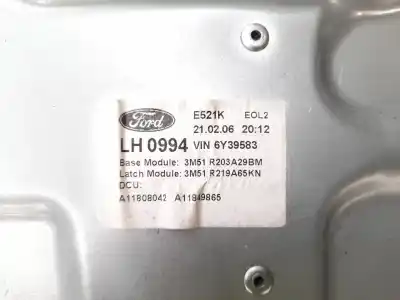 Ford E521K EOL2
21.02.06 20:12
LH 0994 VIN 6Y39583
Base Module: 3M51 R203A29BM
Latch Module: 3M51 R219A65KN
DCU:
A11808042 A11849865